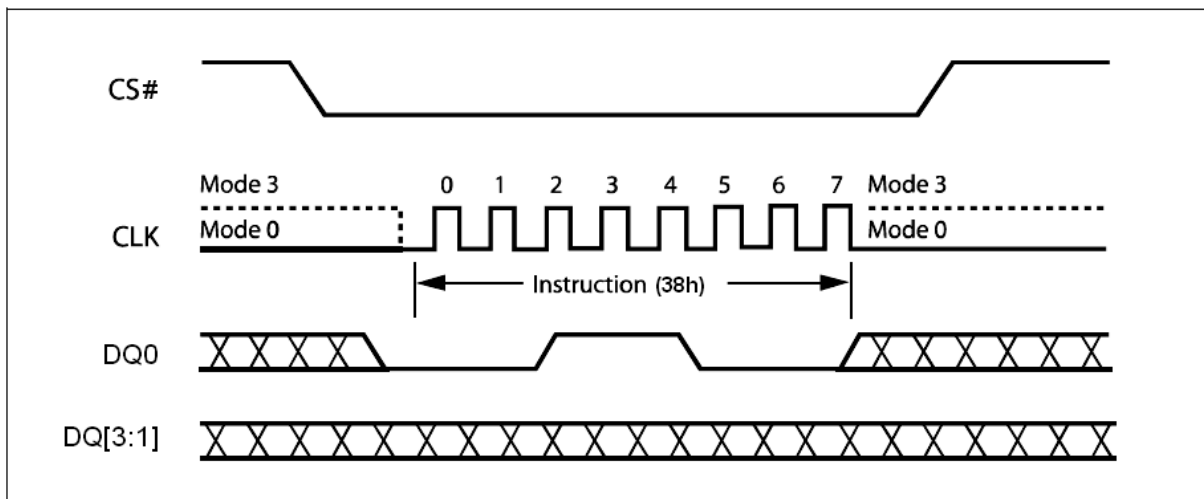 CS#
Mode 3 0 1 2 3 4 5 6 7 Mode 3
CLK Mode 0 Mode 0
Instruction (38h)
DQ0
DQ[3:1]